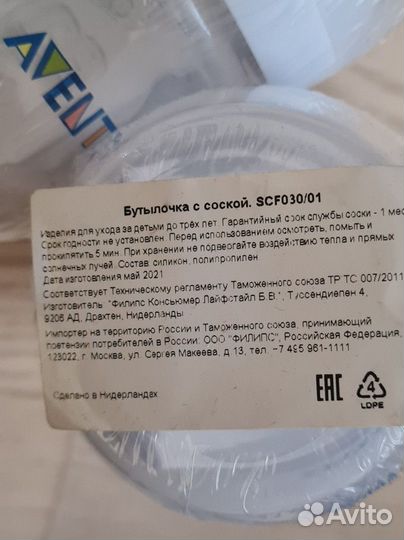 AVENT
Бутылочка с соской. SCF030/01
Изделия для ухода за детьми до трёх лет. Гарантийный срок службы соски - 1 мес
Срок годности не установлен. Перед использованием осмотреть, помыть и
прокипятить 5 мин. При хранении не подвергайте воздействию тепла и прямых
солнечных лучей. Состав: силикон, полипропилен.
Дата изготовления май 2021
Соответствует Техническому регламенту Таможенного союза ТР ТС 007/2011
Изготовитель: "Филипс Консьюмер Лайфстайл Б.В.", Туссендиепен 4,
9206 АД, Драхтен, Нидерланды
Импортер на территорию России и Таможенного союза, принимающий
претензии потребителей в России: ООО "ФИЛИПС", Российская Федерация,
123022, г. Москва, ул. Сергея Макеева, д.13, тел. +7 495 961-1111
EAC
4
LDPE
Сделано в Нидерландах
Avito